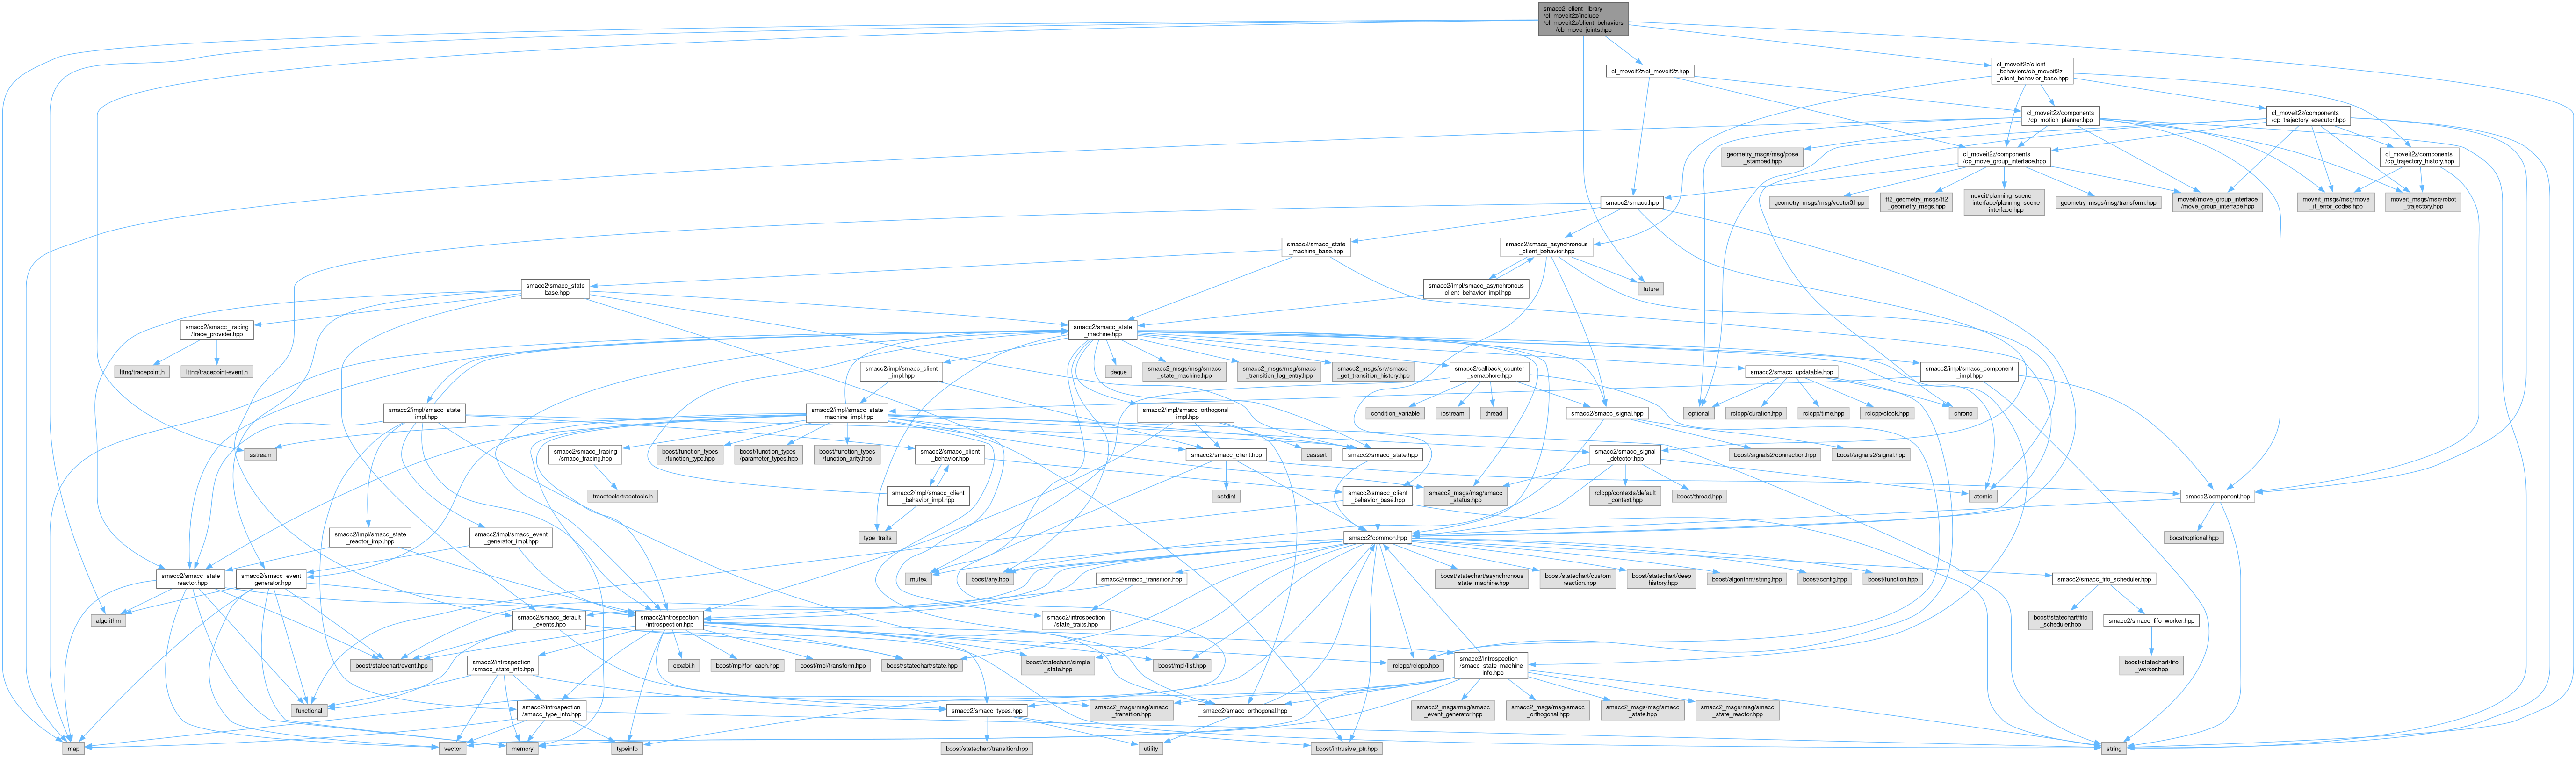 smacc2_client_library
/cl_moveit2z/include
/cl_moveit2z/client_behaviors
/cb_move_joints.hpp
cl_moveit2z/cl_moveit2z.hpp
cl_moveit2z/client
_behaviors/cb_moveit2z
_client_behavior_base.hpp
cl_moveit2z/components
/cp_motion_planner.hpp
cl_moveit2z/components
/cp_trajectory_executor.hpp
geometry_msgs/msg/pose
_stamped.hpp
cl_moveit2z/components
/cp_move_group_interface.hpp
cl_moveit2z/components
/cp_trajectory_history.hpp
smacc2/smacc.hpp
geometry_msgs/msg/vector3.hpp
tf2_geometry_msgs/tf2
_geometry_msgs.hpp
moveit/planning_scene
_interface/planning_scene
_interface.hpp
geometry_msgs/msg/transform.hpp
moveit/move_group_interface
/move_group_interface.hpp
moveit_msgs/msg/move
_it_error_codes.hpp
moveit_msgs/msg/robot
_trajectory.hpp
smacc2/smacc_state
_machine_base.hpp
smacc2/smacc_asynchronous
_client_behavior.hpp
smacc2/smacc_state
_base.hpp
smacc2/impl/smacc_asynchronous
_client_behavior_impl.hpp
future
smacc2/smacc_tracing
/trace_provider.hpp
smacc2/smacc_state
_machine.hpp
lttng/tracepoint.h
lttng/tracepoint-event.h
smacc2/impl/smacc_client
_impl.hpp
deque
smacc2_msgs/msg/smacc
_state_machine.hpp
smacc2_msgs/msg/smacc
_transition_log_entry.hpp
smacc2_msgs/srv/smacc
_get_transition_history.hpp
smacc2/callback_counter
_semaphore.hpp
smacc2/smacc_updatable.hpp
smacc2/impl/smacc_component
_impl.hpp
smacc2/impl/smacc_state
_impl.hpp
smacc2/impl/smacc_state
_machine_impl.hpp
smacc2/impl/smacc_orthogonal
_impl.hpp
condition_variable
iostream
thread
smacc2/smacc_signal.hpp
optional
rclcpp/duration.hpp
rclcpp/time.hpp
rclcpp/clock.hpp
chrono
sstream
smacc2/smacc_tracing
/smacc_tracing.hpp
boost/function_types
/function_type.hpp
boost/function_types
/parameter_types.hpp
boost/function_types
/function_arity.hpp
smacc2/smacc_client
_behavior.hpp
smacc2/smacc_client.hpp
cassert
smacc2/smacc_state.hpp
smacc2/smacc_signal
_detector.hpp
boost/signals2/connection.hpp
boost/signals2/signal.hpp
tracetools/tracetools.h
smacc2/impl/smacc_client
_behavior_impl.hpp
cstdint
smacc2/smacc_client
_behavior_base.hpp
smacc2_msgs/msg/smacc
_status.hpp
rclcpp/contexts/default
_context.hpp
boost/thread.hpp
atomic
smacc2/component.hpp
smacc2/impl/smacc_state
_reactor_impl.hpp
smacc2/impl/smacc_event
_generator_impl.hpp
type_traits
smacc2/common.hpp
boost/optional.hpp
smacc2/smacc_state
_reactor.hpp
smacc2/smacc_event
_generator.hpp
mutex
boost/any.hpp
smacc2/smacc_transition.hpp
boost/statechart/asynchronous
_state_machine.hpp
boost/statechart/custom
_reaction.hpp
boost/statechart/deep
_history.hpp
boost/algorithm/string.hpp
boost/config.hpp
boost/function.hpp
smacc2/smacc_fifo_scheduler.hpp
algorithm
smacc2/smacc_default
_events.hpp
smacc2/introspection
/introspection.hpp
smacc2/introspection
/state_traits.hpp
boost/statechart/fifo
_scheduler.hpp
smacc2/smacc_fifo_worker.hpp
boost/statechart/event.hpp
smacc2/introspection
/smacc_state_info.hpp
cxxabi.h
boost/mpl/for_each.hpp
boost/mpl/transform.hpp
boost/statechart/state.hpp
boost/statechart/simple
_state.hpp
boost/mpl/list.hpp
rclcpp/rclcpp.hpp
smacc2/introspection
/smacc_state_machine
_info.hpp
boost/statechart/fifo
_worker.hpp
functional
smacc2/introspection
/smacc_type_info.hpp
smacc2/smacc_types.hpp
smacc2_msgs/msg/smacc
_transition.hpp
smacc2/smacc_orthogonal.hpp
smacc2_msgs/msg/smacc
_event_generator.hpp
smacc2_msgs/msg/smacc
_orthogonal.hpp
smacc2_msgs/msg/smacc
_state.hpp
smacc2_msgs/msg/smacc
_state_reactor.hpp
map
vector
memory
typeinfo
boost/statechart/transition.hpp
utility
boost/intrusive_ptr.hpp
string